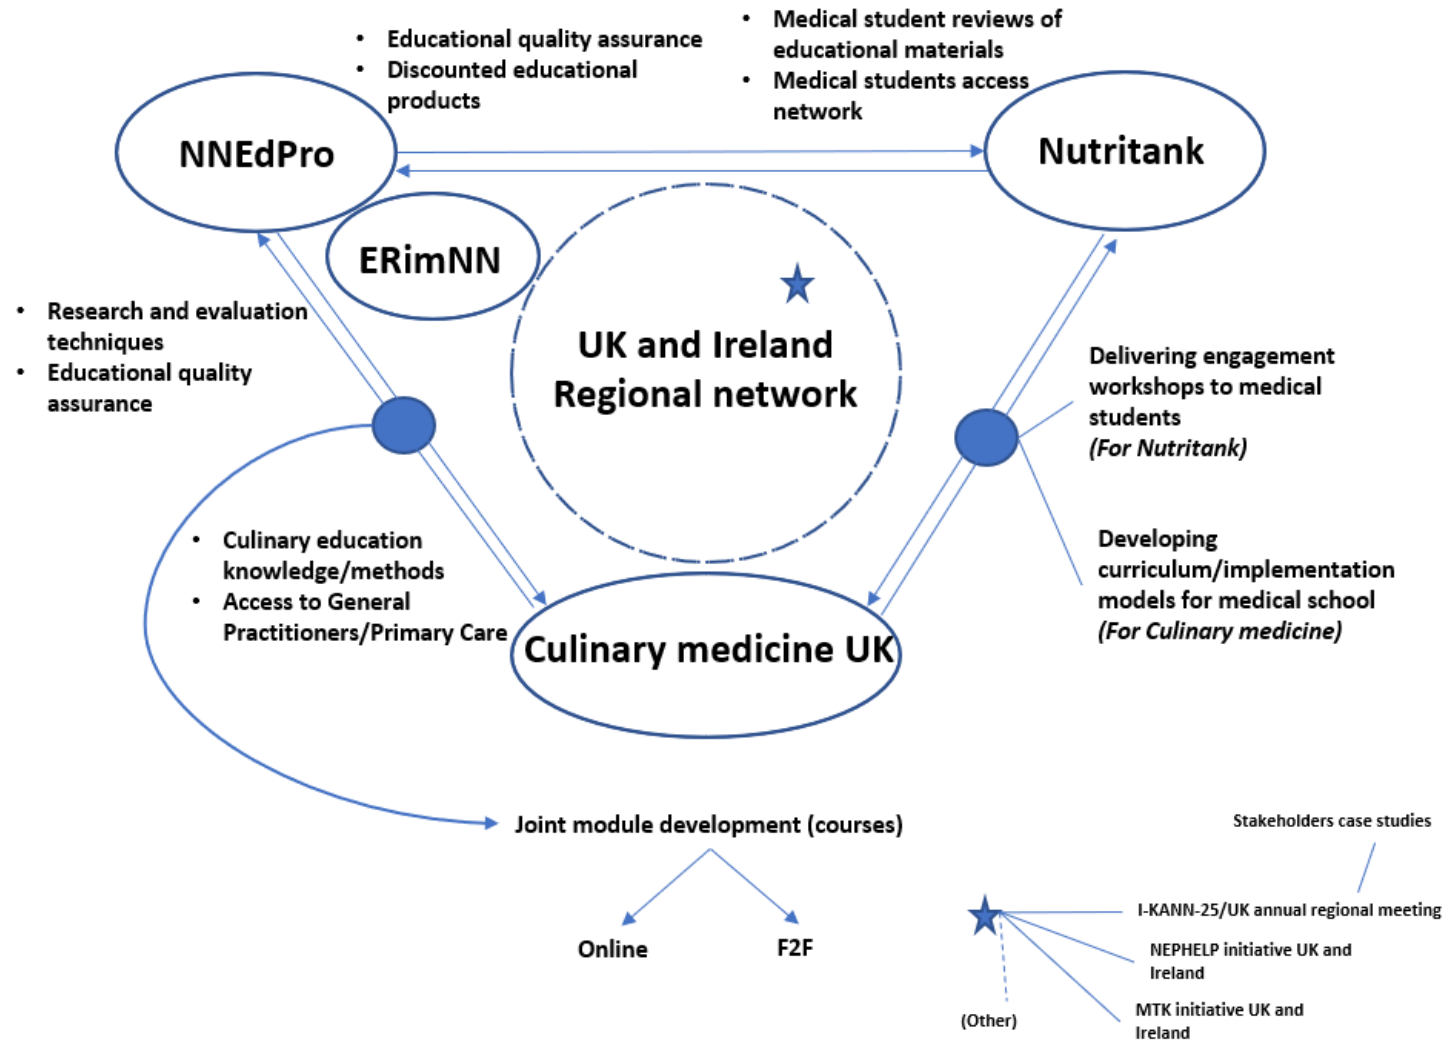 • Educational quality assurance
• Discounted educational
products
• Medical student reviews of
educational materials
• Medical students access
network
NNEdPro
Nutritank
ERimNN
• Research and evaluation
techniques
• Educational quality
assurance
UK and Ireland
Regional network
Delivering engagement
workshops to medical
students
(For Nutritank)
• Culinary education
knowledge/methods
• Access to General
Practitioners/Primary Care
Developing
curriculum/implementation
models for medical school
(For Culinary medicine)
Culinary medicine UK
Joint module development (courses)
Online
F2F
Stakeholders case studies
I-KANN-25/UK annual regional meeting
NEPHELP initiative UK and
Ireland
MTK initiative UK and
Ireland
(Other)